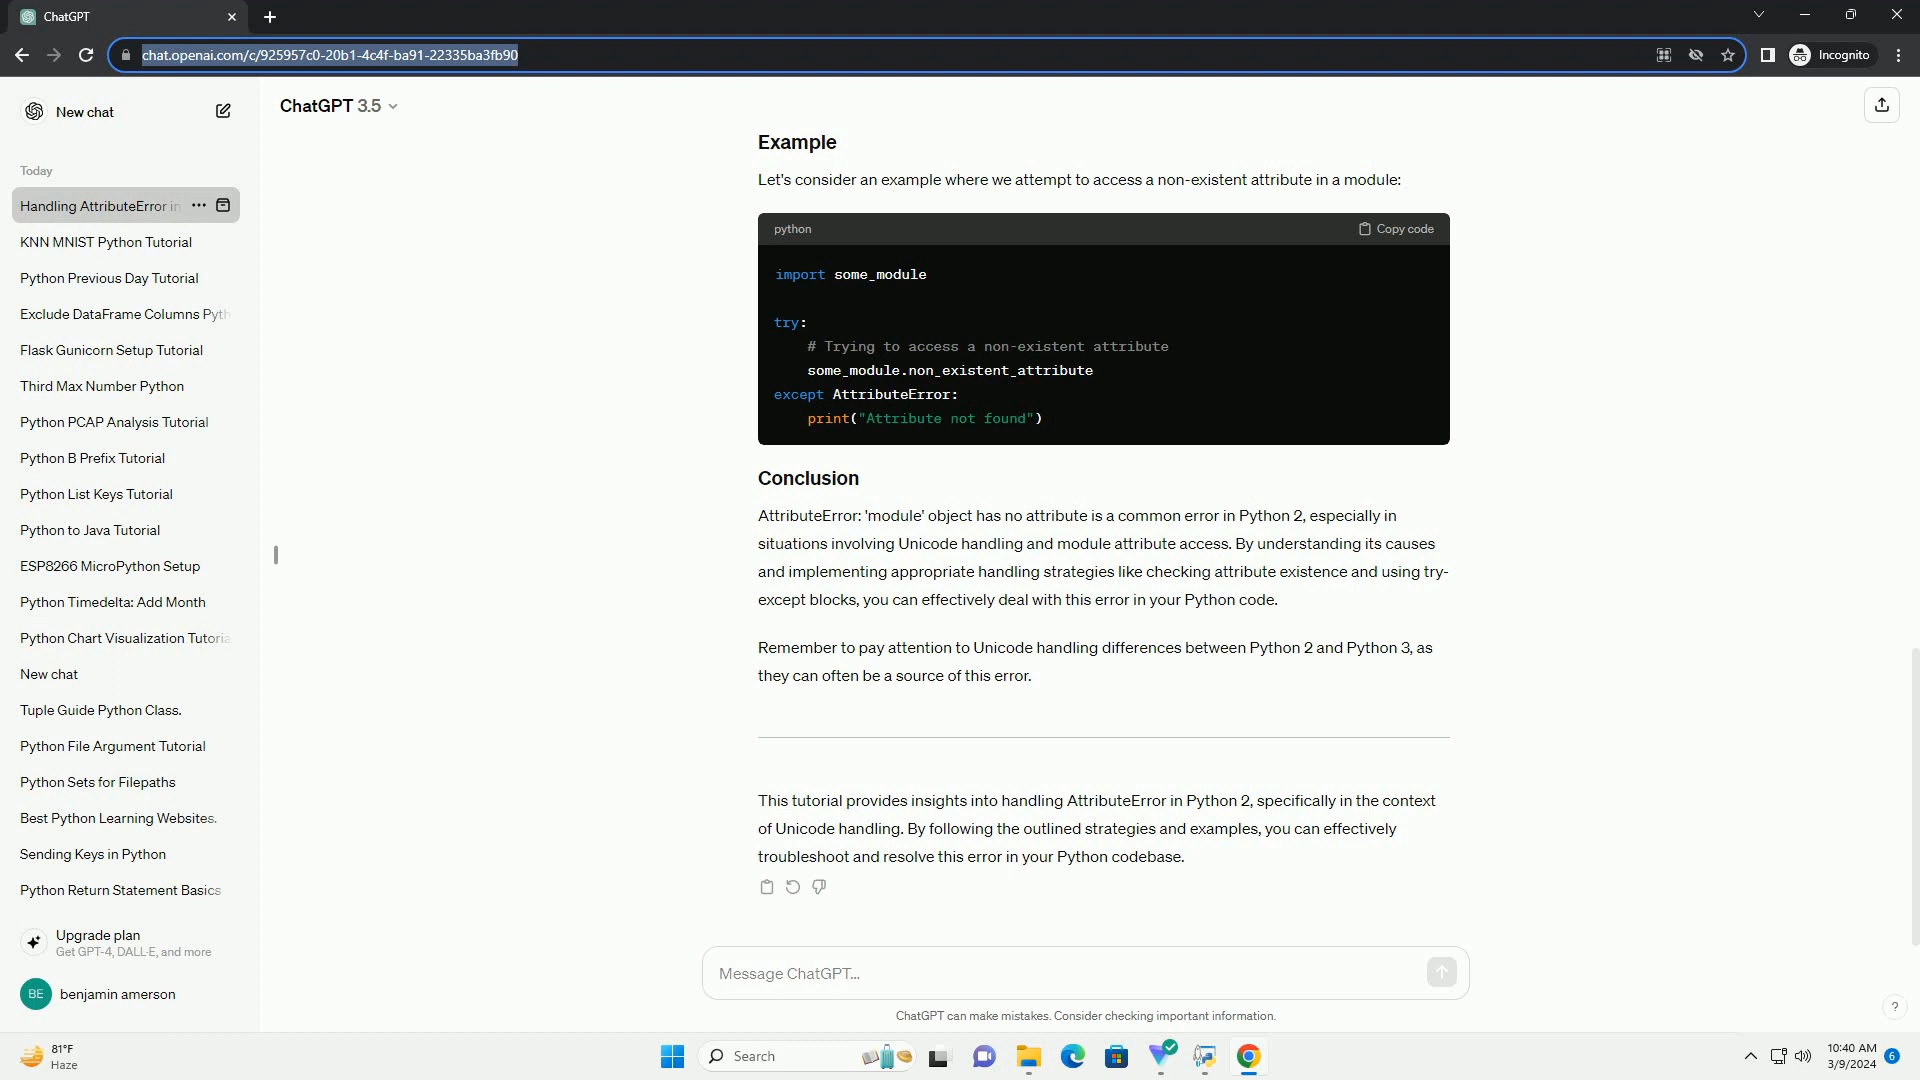 ChatGPT
chat.openai.com/c/925957c0-20b1-4c4f-ba91-22335ba3fb90
Incognito
New chat
ChatGPT 3.5
Today
Handling AttributeError in
KNN MNIST Python Tutorial
Python Previous Day Tutorial
Exclude DataFrame Columns Pyth
Flask Gunicorn Setup Tutorial
Third Max Number Python
Python PCAP Analysis Tutorial
Python B Prefix Tutorial
Python List Keys Tutorial
Python to Java Tutorial
ESP8266 MicroPython Setup
Python Timedelta: Add Month
Python Chart Visualization Tutoria
New chat
Tuple Guide Python Class.
Python File Argument Tutorial
Python Sets for Filepaths
Best Python Learning Websites.
Sending Keys in Python
Python Return Statement Basics
Upgrade plan
Get GPT-4, DALL·E, and more
BE
benjamin amerson
Example
Let's consider an example where we attempt to access a non-existent attribute in a module:
python
Copy code
import some_module
try:
# Trying to access a non-existent attribute
some_module.non_existent_attribute
except AttributeError:
print("Attribute not found")
Conclusion
AttributeError: 'module' object has no attribute is a common error in Python 2, especially in
situations involving Unicode handling and module attribute access. By understanding its causes
and implementing appropriate handling strategies like checking attribute existence and using try-
except blocks, you can effectively deal with this error in your Python code.
Remember to pay attention to Unicode handling differences between Python 2 and Python 3, as
they can often be a source of this error.
This tutorial provides insights into handling AttributeError in Python 2, specifically in the context
of Unicode handling. By following the outlined strategies and examples, you can effectively
troubleshoot and resolve this error in your Python codebase.
Message ChatGPT...
ChatGPT can make mistakes. Consider checking important information.
?
81°F
Haze
Search
10:40 AM
3/9/2024
6